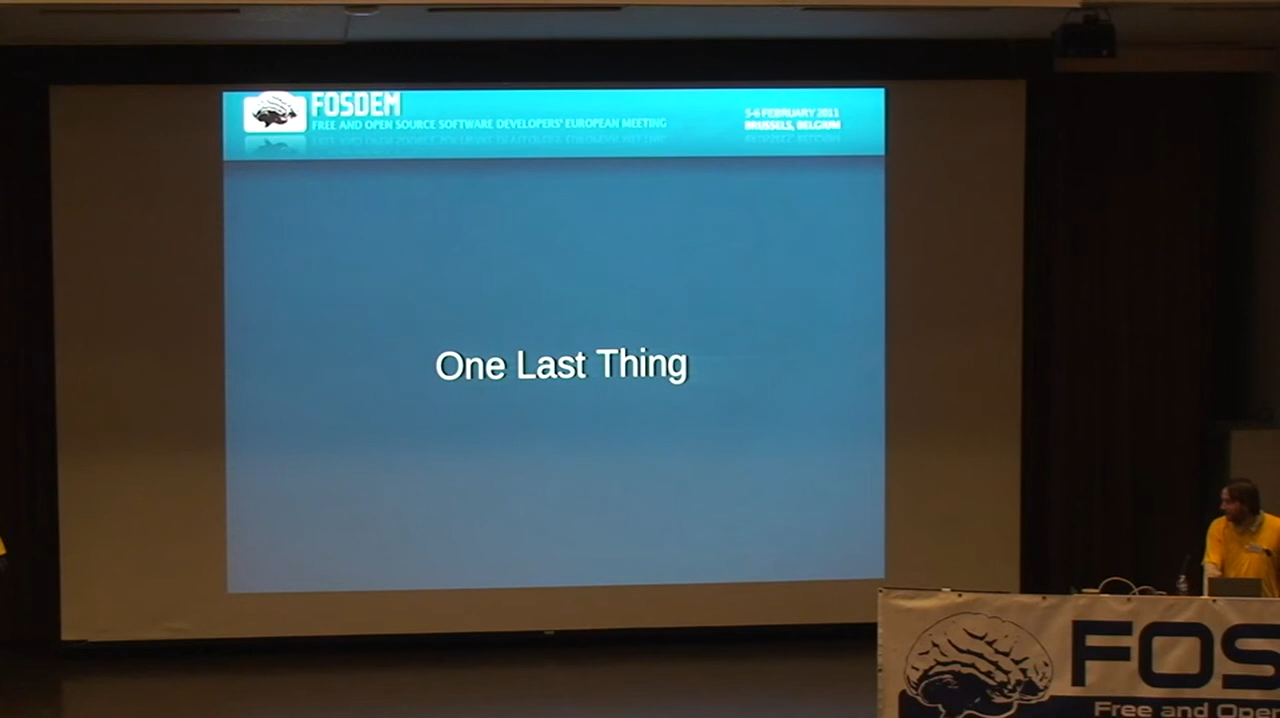 FOSDEM
FREE AND OPEN SOURCE SOFTWARE DEVELOPERS' EUROPEAN MEETING
5-6 FEBRUARY 2011
BRUSSELS, BELGIUM
One Last Thing
FOS
Free and Open